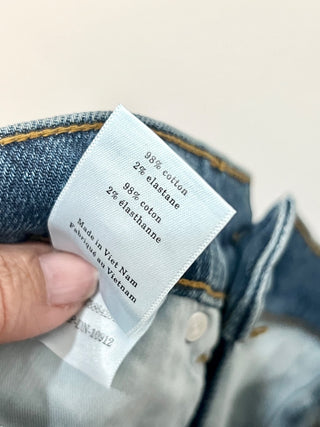 98% cotton
2% elastane
98% coton
2% élasthanne
Made in Viet Nam
Fabriqué au Vietnam